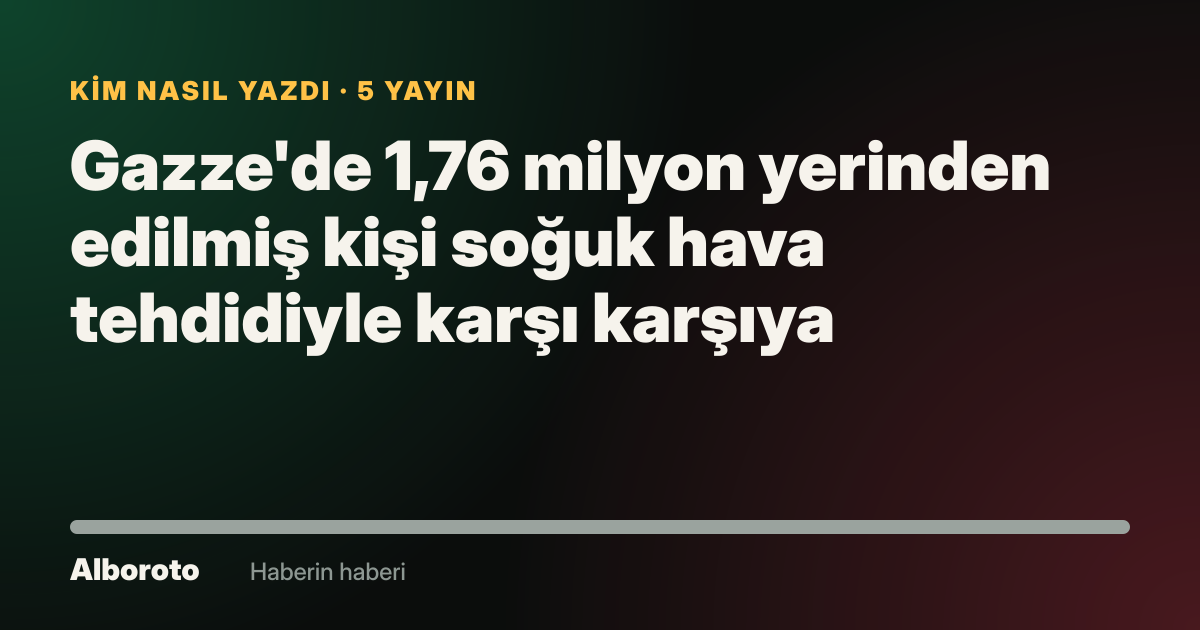 KİM NASIL YAZDI · 5 YAYIN
Gazze'de 1,76 milyon yerinden
edilmiş kişi soğuk hava
tehdidiyle karşı karşıya
Alboroto
Haberin haberi